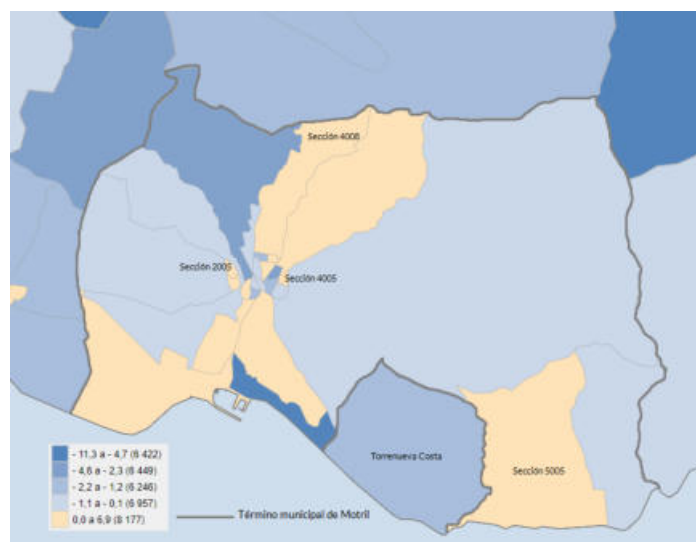 Sección 4008
Sección 2005
Sección 4005
Torrenueva Costa
Sección 5005
- 11,3 a - 4,7 (6 422)
- 4,6 a - 2,3 (6 449)
- 2,2 a - 1,2 (6 246)
- 1,1 a - 0,1 (6 957)
0,0 a 6,9 (8 177)
Término municipal de Motril